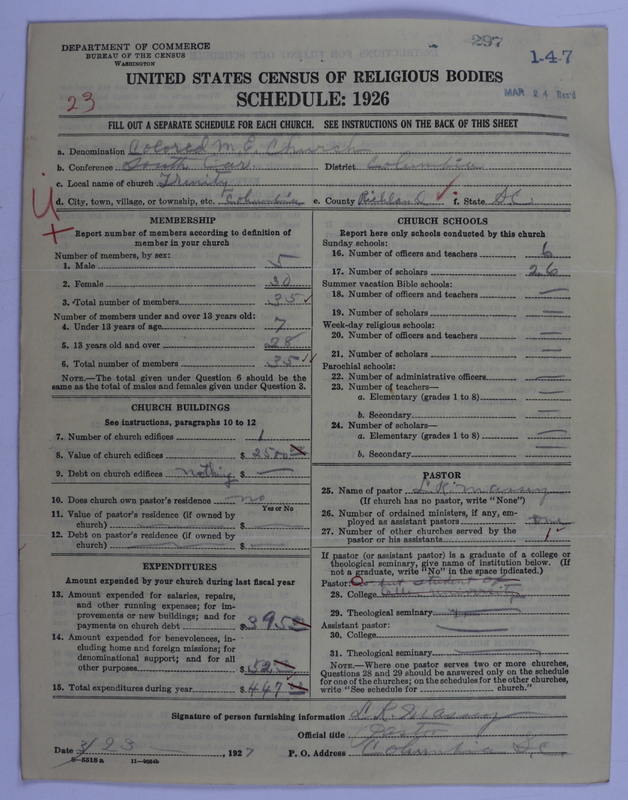 DEPARTMENT OF COMMERCE
BUREAU OF THE CENSUS
WASHINGTON
297
1-4-7
MAR 24 Rec'd
UNITED STATES CENSUS OF RELIGIOUS BODIES
SCHEDULE: 1926
23
FILL OUT A SEPARATE SCHEDULE FOR EACH CHURCH. SEE INSTRUCTIONS ON THE BACK OF THIS SHEET
a. Denomination Colored M. E. Church
b. Conference South Car. District Columbia
c. Local name of church Trinity
d. City, town, village, or township, etc. Columbia e. County Richland f. State S.C.
MEMBERSHIP
Report number of members according to definition of
member in your church
Number of members, by sex:
1. Male 5
2. Female 30
3. Total number of members 35
Number of members under and over 13 years old:
4. Under 13 years of age 7
5. 13 years old and over 28
6. Total number of members 35
NOTE.—The total given under Question 6 should be the
same as the total of males and females given under Question 3.
CHURCH BUILDINGS
See instructions, paragraphs 10 to 12
7. Number of church edifices 1
8. Value of church edifices $ 2500
9. Debt on church edifices nothing $ —
10. Does church own pastor's residence no
Yes or No
11. Value of pastor's residence (if owned by
church) $
12. Debt on pastor's residence (if owned by
church) $
EXPENDITURES
Amount expended by your church during last fiscal year
13. Amount expended for salaries, repairs,
and other running expenses; for im-
provements or new buildings; and for
payments on church debt $ 395
14. Amount expended for benevolences, in-
cluding home and foreign missions; for
denominational support; and for all
other purposes $ 52
15. Total expenditures during year $ 447
CHURCH SCHOOLS
Report here only schools conducted by this church
Sunday schools:
16. Number of officers and teachers 6
17. Number of scholars 26
Summer vacation Bible schools:
18. Number of officers and teachers —
19. Number of scholars —
Week-day religious schools:
20. Number of officers and teachers —
21. Number of scholars —
Parochial schools:
22. Number of administrative officers —
23. Number of teachers—
a. Elementary (grades 1 to 8) —
b. Secondary —
24. Number of scholars—
a. Elementary (grades 1 to 8) —
b. Secondary —
PASTOR
25. Name of pastor L. R. Massey
(If church has no pastor, write "None")
26. Number of ordained ministers, if any, em-
ployed as assistant pastors
27. Number of other churches served by the
pastor or his assistants 1
If pastor (or assistant pastor) is a graduate of a college or
theological seminary, give name of institution below. (If
not a graduate, write "No" in the space indicated.)
Pastor: student of
28. College university
29. Theological seminary
Assistant pastor:
30. College
31. Theological seminary
NOTE.—Where one pastor serves two or more churches,
Questions 28 and 29 should be answered only on the schedule
for one of the churches; on the schedules for the other churches,
write "See schedule for church."
Signature of person furnishing information L. R. Massey
Official title Pastor
Date 3/23, 1927 P. O. Address Columbia S.C.
8-5318 a 11-9064b